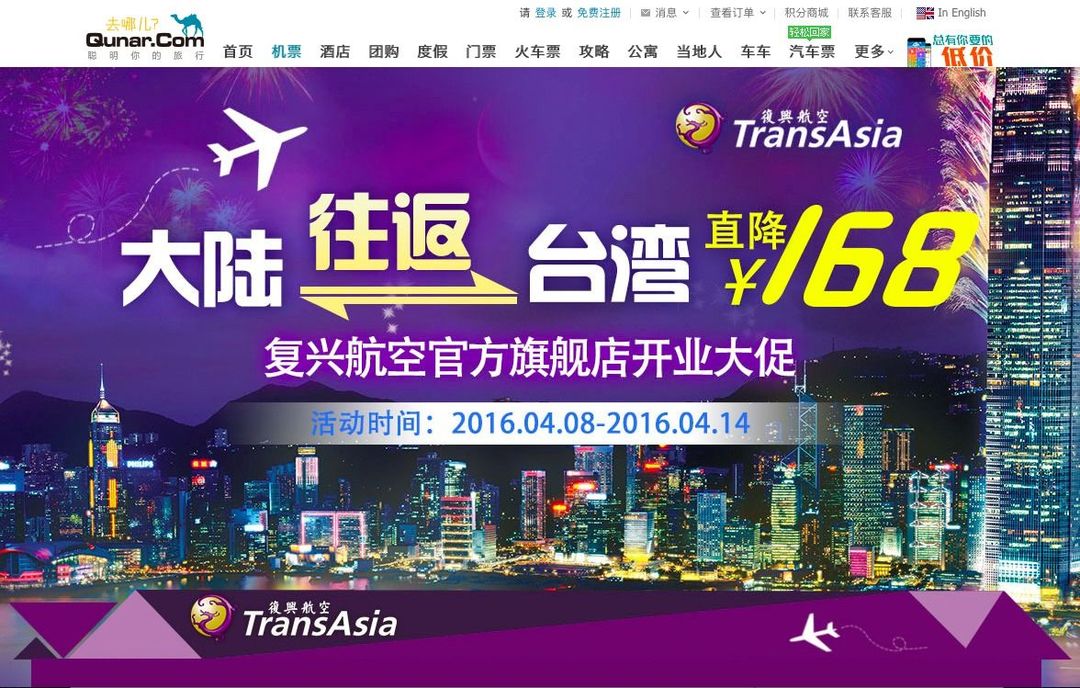 请 登录 或 免费注册 消息 查看订单 积分商城 联系客服 In English
去哪儿?
Qunar.Com
聪明你的旅行
轻松回家
首页 机票 酒店 团购 度假 门票 火车票 攻略 公寓 当地人 车车 汽车票 更多
总有你要的
低价
復興航空
TransAsia
大陆 往返 台湾 直降
¥168
复兴航空官方旗舰店开业大促
活动时间：2016.04.08-2016.04.14
PHILIPS
復興航空
TransAsia